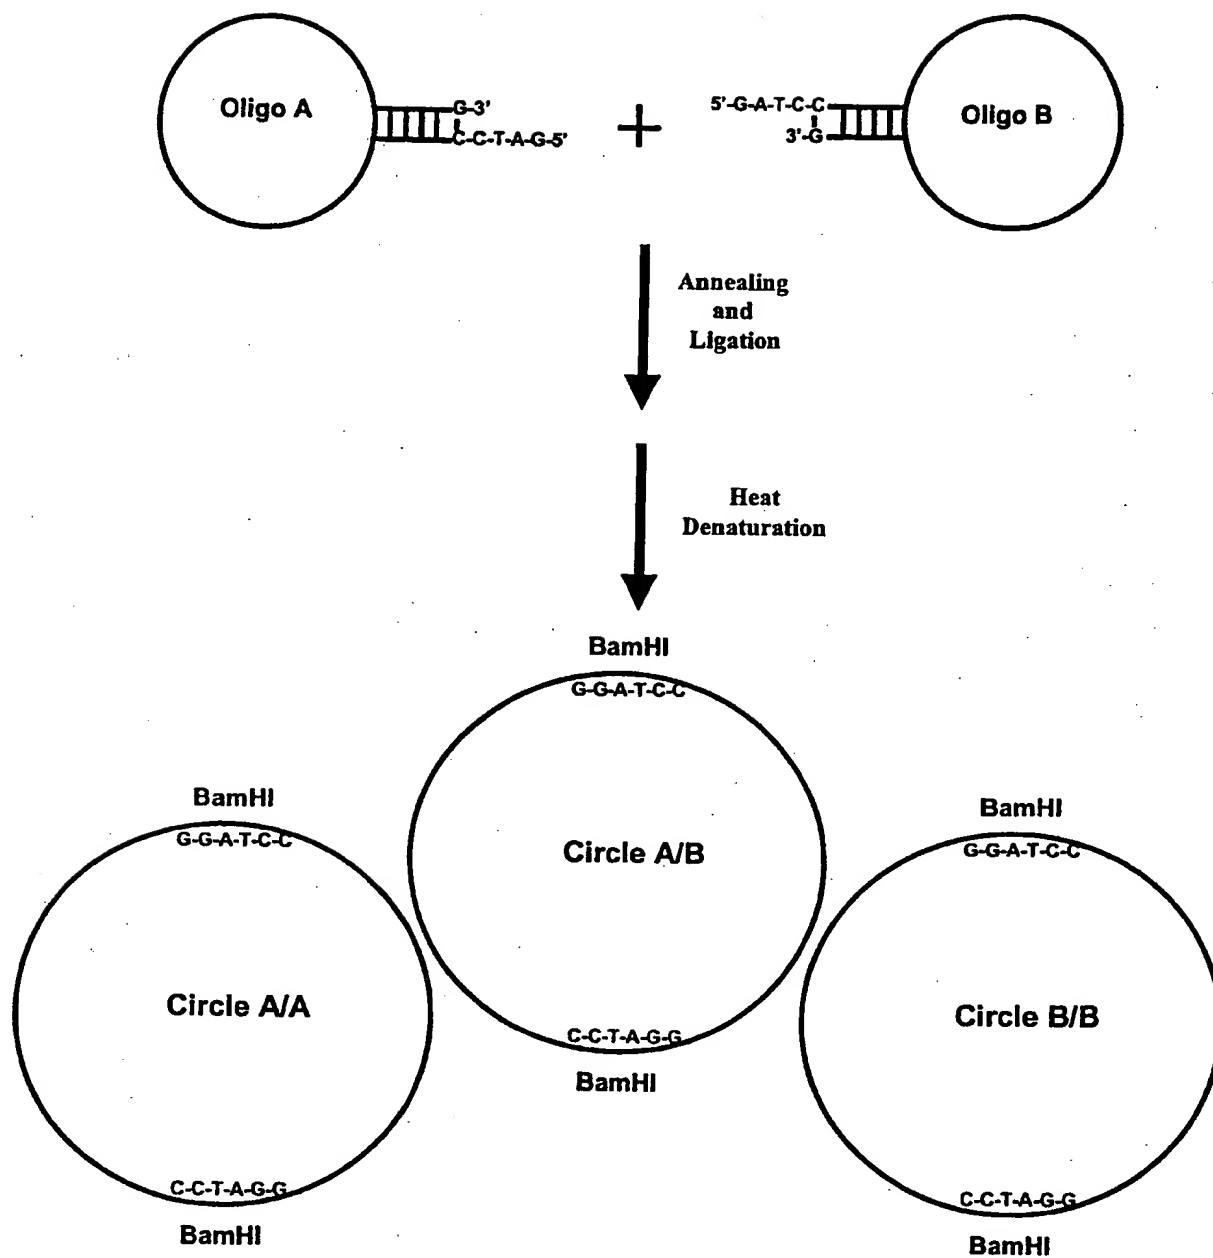 Oligo A
G-3'
C-C-T-A-G-5'
+
5'-G-A-T-C-C
3'-G
Oligo B
Annealing
and
Ligation
Heat
Denaturation
BamHI
G-G-A-T-C-C
Circle A/B
C-C-T-A-G-G
BamHI
BamHI
G-G-A-T-C-C
Circle A/A
C-C-T-A-G-G
BamHI
BamHI
G-G-A-T-C-C
Circle B/B
C-C-T-A-G-G
BamHI